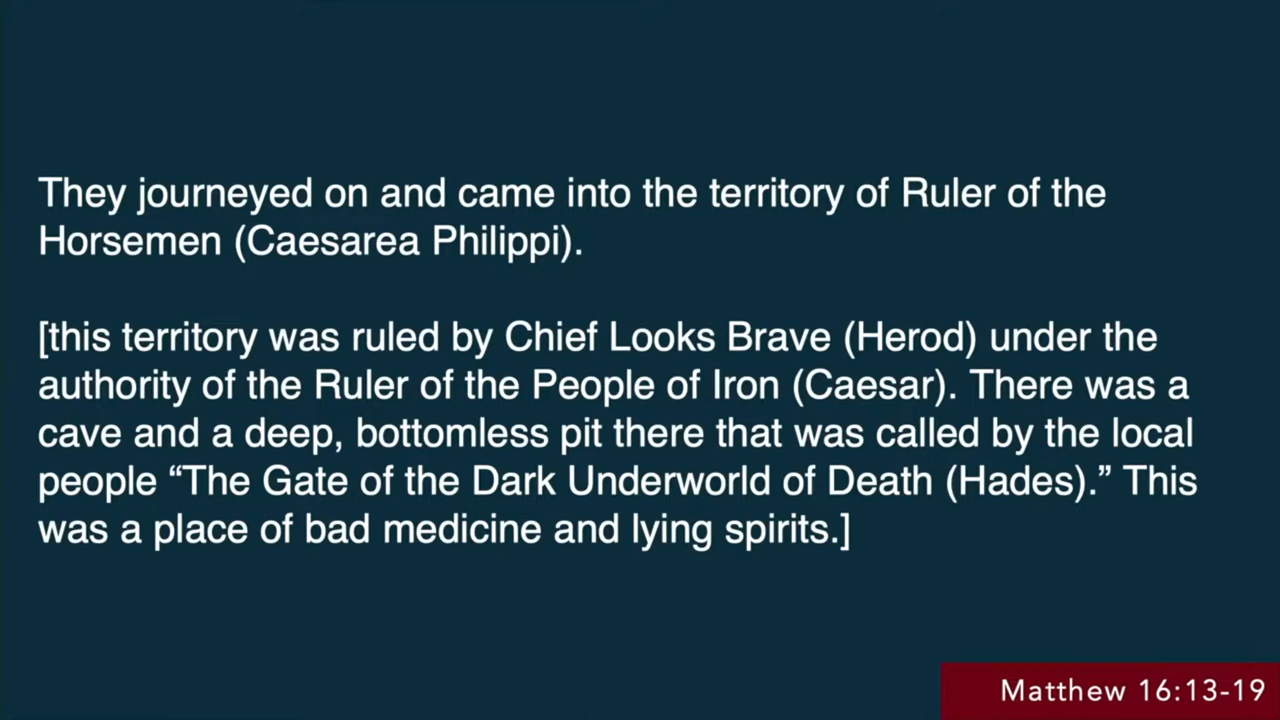 They journeyed on and came into the territory of Ruler of the
Horsemen (Caesarea Philippi).
[this territory was ruled by Chief Looks Brave (Herod) under the
authority of the Ruler of the People of Iron (Caesar). There was a
cave and a deep, bottomless pit there that was called by the local
people “The Gate of the Dark Underworld of Death (Hades).” This
was a place of bad medicine and lying spirits.]
Matthew 16:13-19